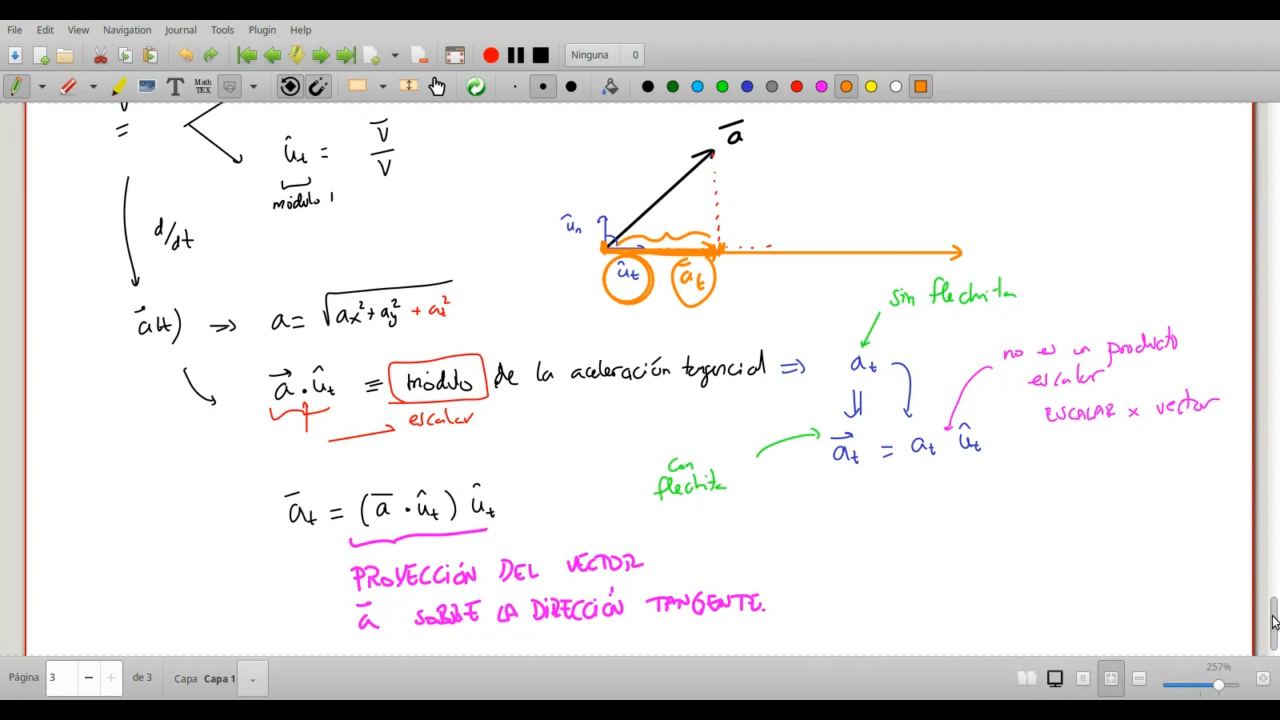 File Edit View Navigation Journal Tools Plugin Help
Ninguna 0
T Math TEX
v̄
=
û_t = v̄/v
módulo 1
d/dt
a⃗(t) ⇒ a = √(a_x² + a_y² + a_z²)
a⃗ · û_t ≡ módulo de la aceleración tangencial ⇒ a_t
escalar
ā
û_n
û_t
ā_t
sin flechita
no es un producto
escalar
ESCALAR x vector
a⃗_t = a_t û_t
con
flechita
ā_t = (ā · û_t) û_t
PROYECCIÓN DEL VECTOR
ā SOBRE LA DIRECCIÓN TANGENTE.
Página 3 de 3 Capa Capa 1
257%